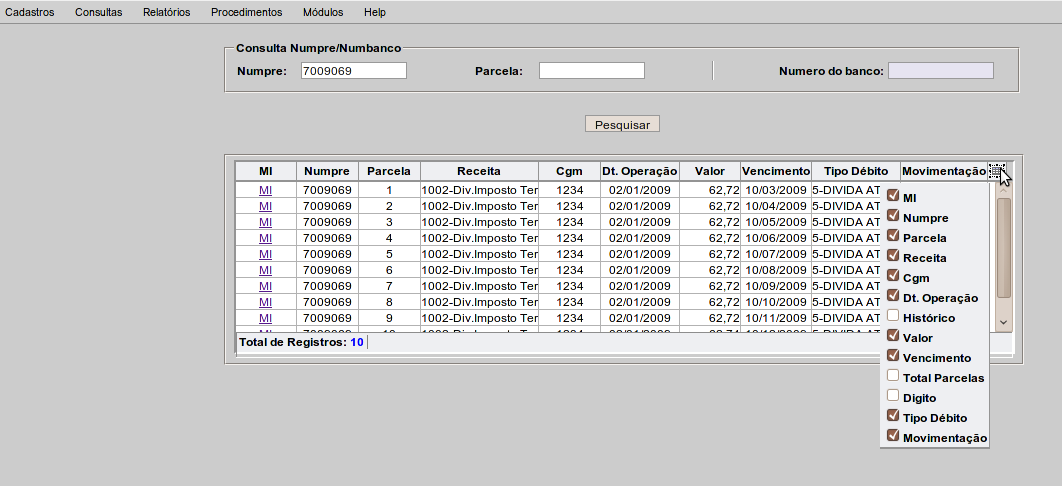 Cadastros Consultas Relatórios Procedimentos Módulos Help
Consulta Numpre/Numbanco
Numpre: 7009069 Parcela: Numero do banco:
Pesquisar
MI Numpre Parcela Receita Cgm Dt. Operação Valor Vencimento Tipo Débito Movimentação
MI 7009069 1 1002-Div.Imposto Ter 1234 02/01/2009 62,72 10/03/2009 5-DIVIDA AT
MI 7009069 2 1002-Div.Imposto Ter 1234 02/01/2009 62,72 10/04/2009 5-DIVIDA AT
MI 7009069 3 1002-Div.Imposto Ter 1234 02/01/2009 62,72 10/05/2009 5-DIVIDA AT
MI 7009069 4 1002-Div.Imposto Ter 1234 02/01/2009 62,72 10/06/2009 5-DIVIDA AT
MI 7009069 5 1002-Div.Imposto Ter 1234 02/01/2009 62,72 10/07/2009 5-DIVIDA AT
MI 7009069 6 1002-Div.Imposto Ter 1234 02/01/2009 62,72 10/08/2009 5-DIVIDA AT
MI 7009069 7 1002-Div.Imposto Ter 1234 02/01/2009 62,72 10/09/2009 5-DIVIDA AT
MI 7009069 8 1002-Div.Imposto Ter 1234 02/01/2009 62,72 10/10/2009 5-DIVIDA AT
MI 7009069 9 1002-Div.Imposto Ter 1234 02/01/2009 62,72 10/11/2009 5-DIVIDA AT
Total de Registros: 10
MI
Numpre
Parcela
Receita
Cgm
Dt. Operação
Histórico
Valor
Vencimento
Total Parcelas
Digito
Tipo Débito
Movimentação